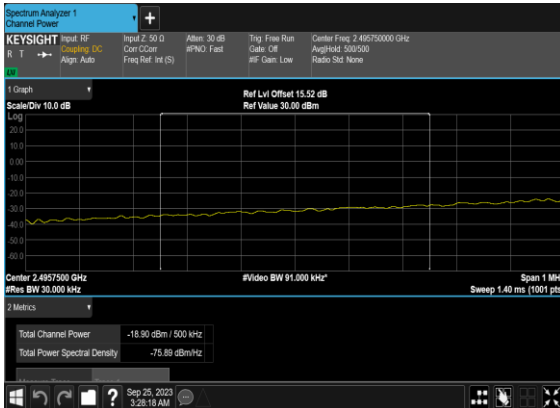 Spectrum Analyzer 1
Channel Power
KEYSIGHT
R T
LW
Input: RF
Coupling: DC
Align: Auto
Input Z: 50 Ω
Corr CCorr
Freq Ref: Int (S)
Atten: 30 dB
#PNO: Fast
Trig: Free Run
Gate: Off
#IF Gain: Low
Center Freq: 2.495750000 GHz
Avg|Hold: 500/500
Radio Std: None
1 Graph
Scale/Div 10.0 dB
Ref Lvl Offset 15.52 dB
Ref Value 30.00 dBm
Log
20.0
10.0
0.00
-10.0
-20.0
-30.0
-40.0
-50.0
-60.0
Center 2.4957500 GHz
#Video BW 91.000 kHz*
Span 1 MH
#Res BW 30.000 kHz
Sweep 1.40 ms (1001 pts
2 Metrics
Total Channel Power -18.90 dBm / 500 kHz
Total Power Spectral Density -75.89 dBm/Hz
Sep 25, 2023
3:28:18 AM